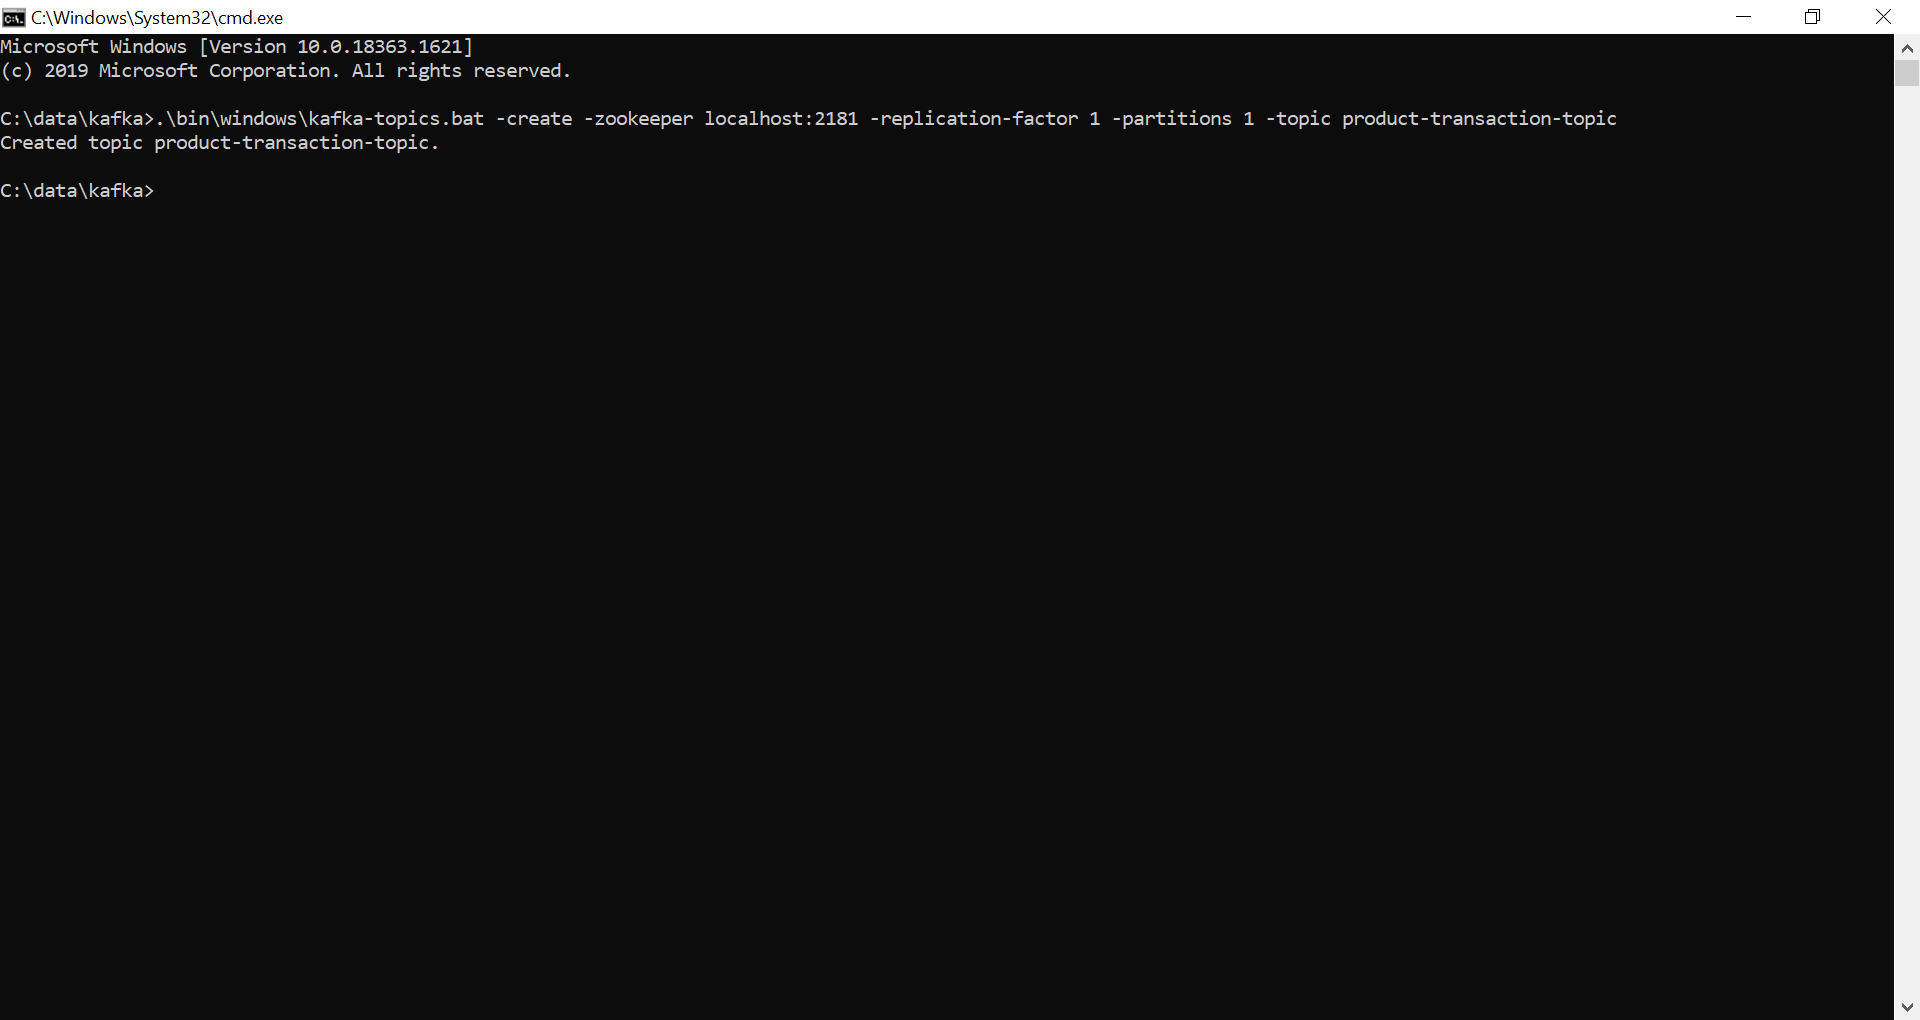 C:\Windows\System32\cmd.exe
Microsoft Windows [Version 10.0.18363.1621]
(c) 2019 Microsoft Corporation. All rights reserved.
C:\data\kafka>.\bin\windows\kafka-topics.bat -create -zookeeper localhost:2181 -replication-factor 1 -partitions 1 -topic product-transaction-topic
Created topic product-transaction-topic.
C:\data\kafka>